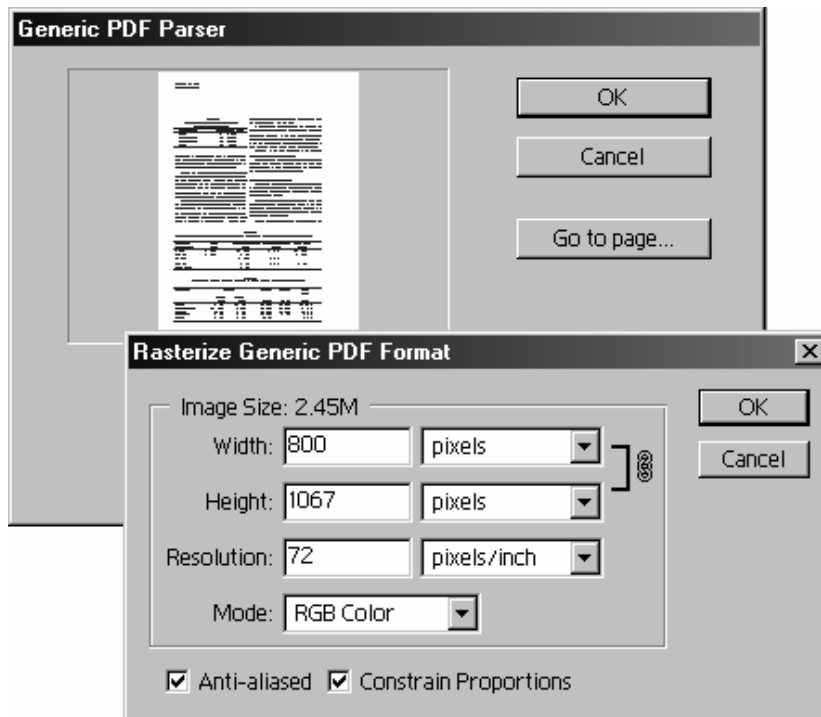 Generic PDF Parser
OK
Cancel
Go to page...
Rasterize Generic PDF Format
Image Size: 2.45M
Width: 800 pixels
Height: 1067 pixels
Resolution: 72 pixels/inch
Mode: RGB Color
OK
Cancel
Anti-aliased Constrain Proportions